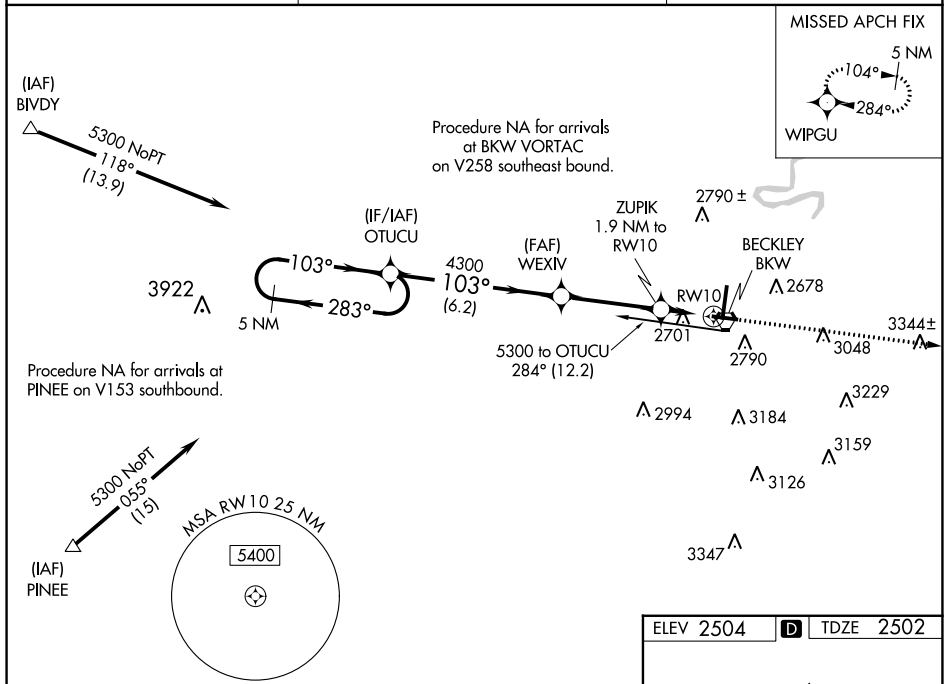 MISSED APCH FIX
5 NM
104°
284°
WIPGU
(IAF)
BIVDY
5300 NoPT
118°
(13.9)
Procedure NA for arrivals
at BKW VORTAC
on V258 southeast bound.
2790 ±
(IF/IAF)
OTUCU
ZUPIK
1.9 NM to
RW10
BECKLEY
BKW
(FAF)
WEXIV
103°
4300
103°
(6.2)
283°
5 NM
3922
RW10
2678
2701
2790
3048
3344±
5300 to OTUCU
284° (12.2)
Procedure NA for arrivals at
PINEE on V153 southbound.
2994
3184
3229
3159
3126
3347
5300 NoPT
055°
(15)
(IAF)
PINEE
MSA RW10 25 NM
5400
ELEV 2504 D TDZE 2502